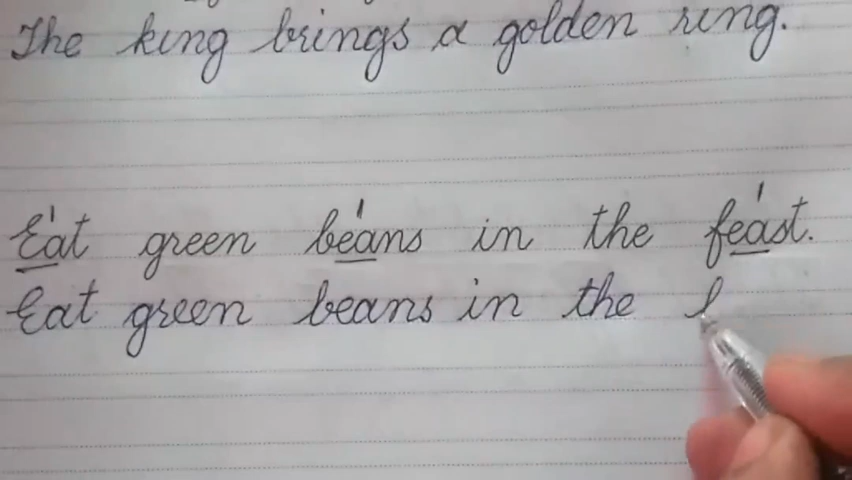 The king brings a golden ring.
Eat green beans in the feast.
Eat green beans in the